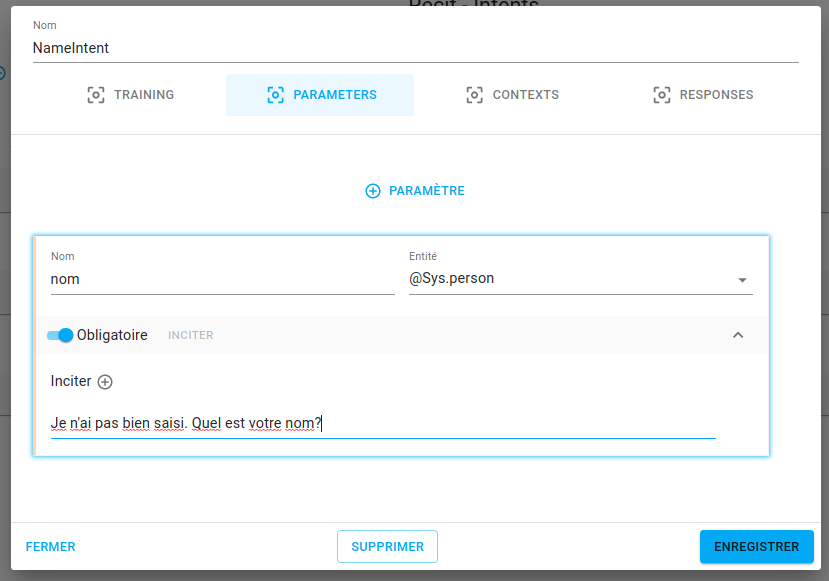 Récit - Intents
Nom
NameIntent
TRAINING
PARAMETERS
CONTEXTS
RESPONSES
PARAMÈTRE
Nom
Entité
nom
@Sys.person
Obligatoire
INCITER
Inciter
Je n'ai pas bien saisi. Quel est votre nom?
FERMER
SUPPRIMER
ENREGISTRER